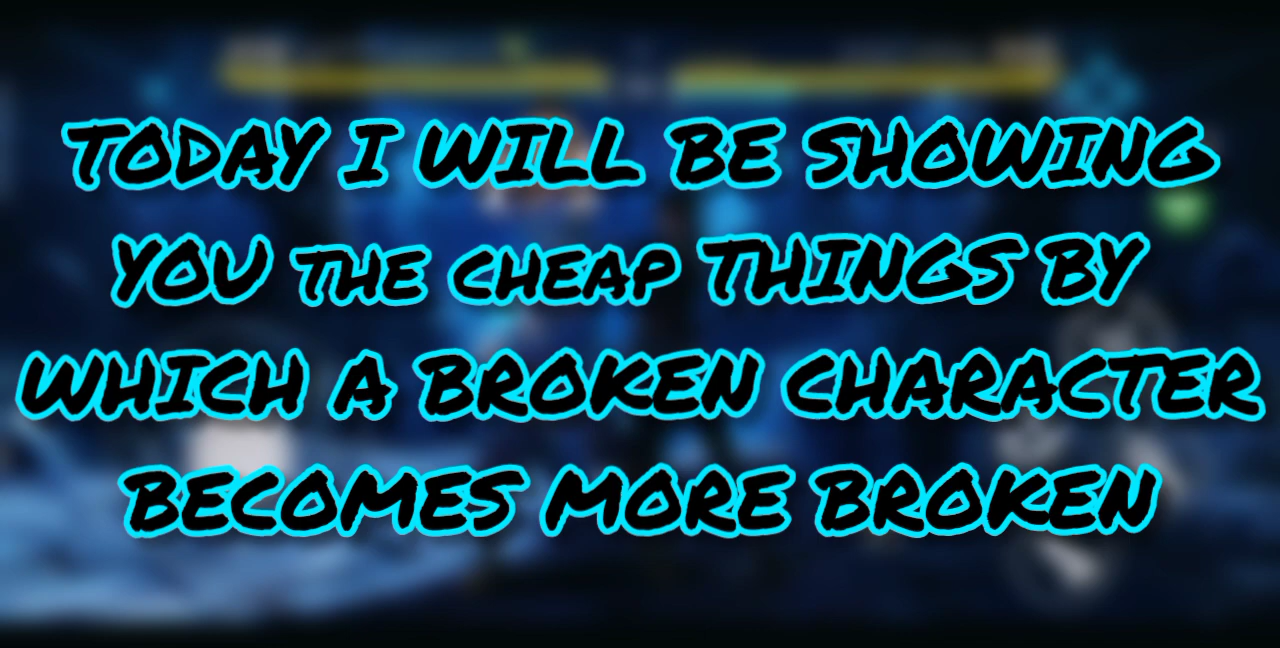 TODAY I WILL BE SHOWING
YOU THE CHEAP THINGS BY
WHICH A BROKEN CHARACTER
BECOMES MORE BROKEN